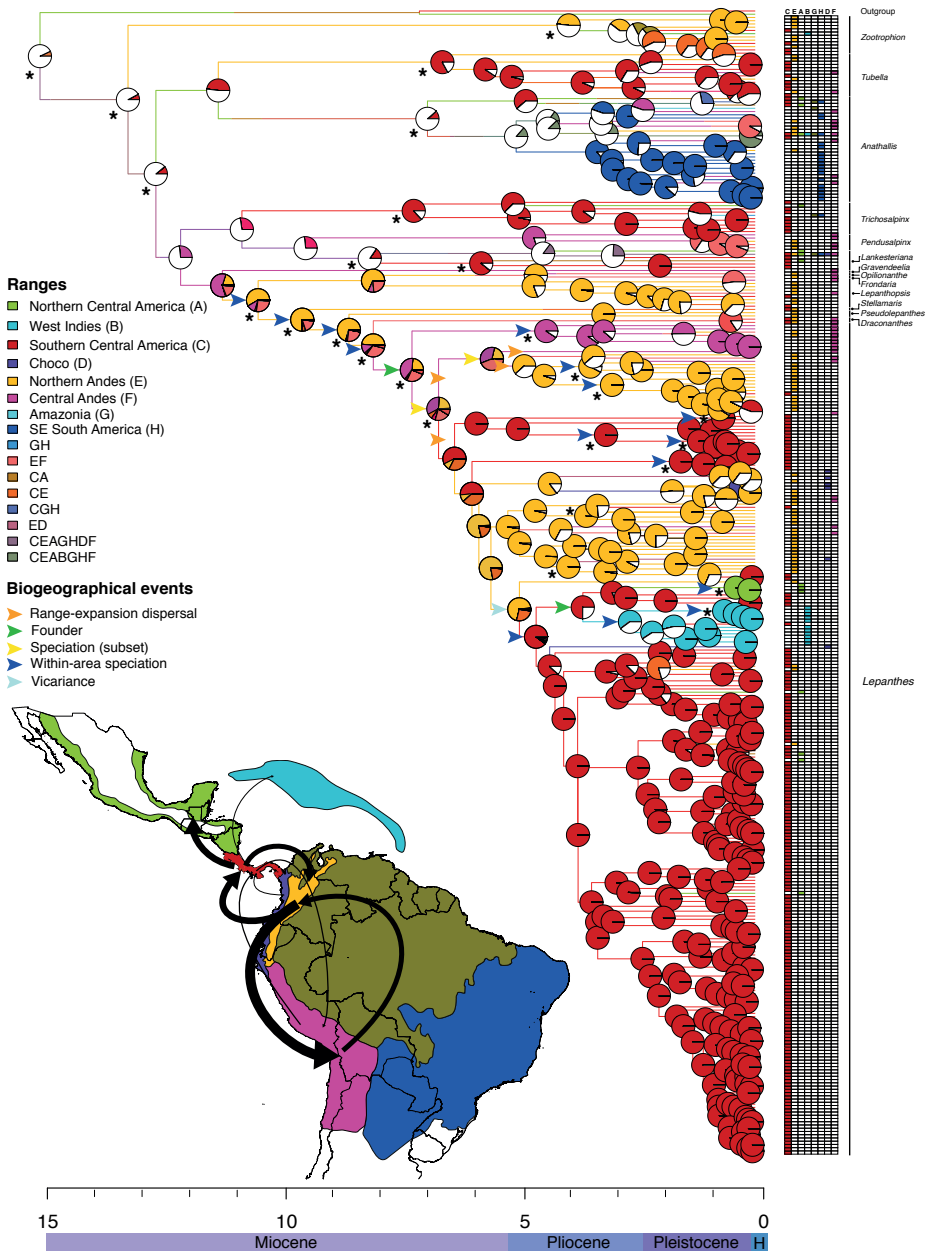 C E A B G H D F
Outgroup
Zootrophion
Tubella
Anathallis
Trichosalpinx
Pendusalpinx
Lankesteriana
Gravendeelia
Opilionanthe
Frondaria
Lepanthopsis
Stellamaris
Pseudolepanthes
Draconanthes
Lepanthes
Ranges
Northern Central America (A)
West Indies (B)
Southern Central America (C)
Choco (D)
Northern Andes (E)
Central Andes (F)
Amazonia (G)
SE South America (H)
GH
EF
CA
CE
CGH
ED
CEAGHDF
CEABGHF
Biogeographical events
Range-expansion dispersal
Founder
Speciation (subset)
Within-area speciation
Vicariance
15 10 5 0
Miocene Pliocene Pleistocene H